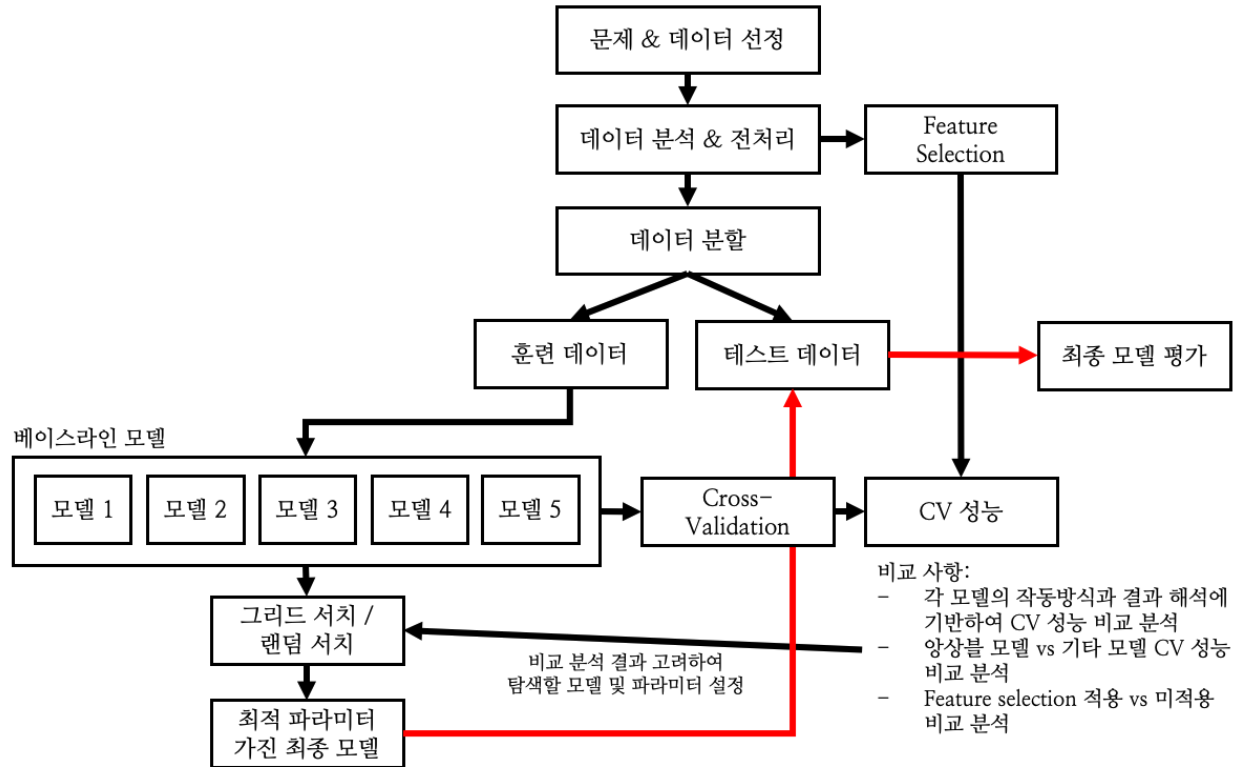 문제 & 데이터 선정
데이터 분석 & 전처리
Feature
Selection
데이터 분할
훈련 데이터
테스트 데이터
최종 모델 평가
베이스라인 모델
모델 1
모델 2
모델 3
모델 4
모델 5
Cross-
Validation
CV 성능
비교 사항:
- 각 모델의 작동방식과 결과 해석에
기반하여 CV 성능 비교 분석
- 앙상블 모델 vs 기타 모델 CV 성능
비교 분석
- Feature selection 적용 vs 미적용
비교 분석
그리드 서치 /
랜덤 서치
비교 분석 결과 고려하여
탐색할 모델 및 파라미터 설정
최적 파라미터
가진 최종 모델